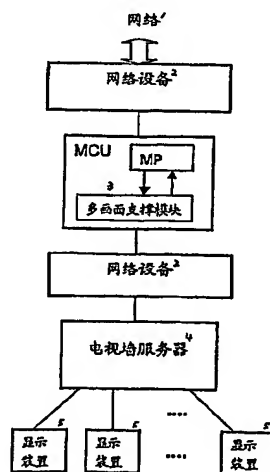 网络1
网络设备2
MCU
MP
3
多画面支撑模块
网络设备2
电视墙服务器4
....
5 5 5
显示 显示 显示
装置 装置 .... 装置